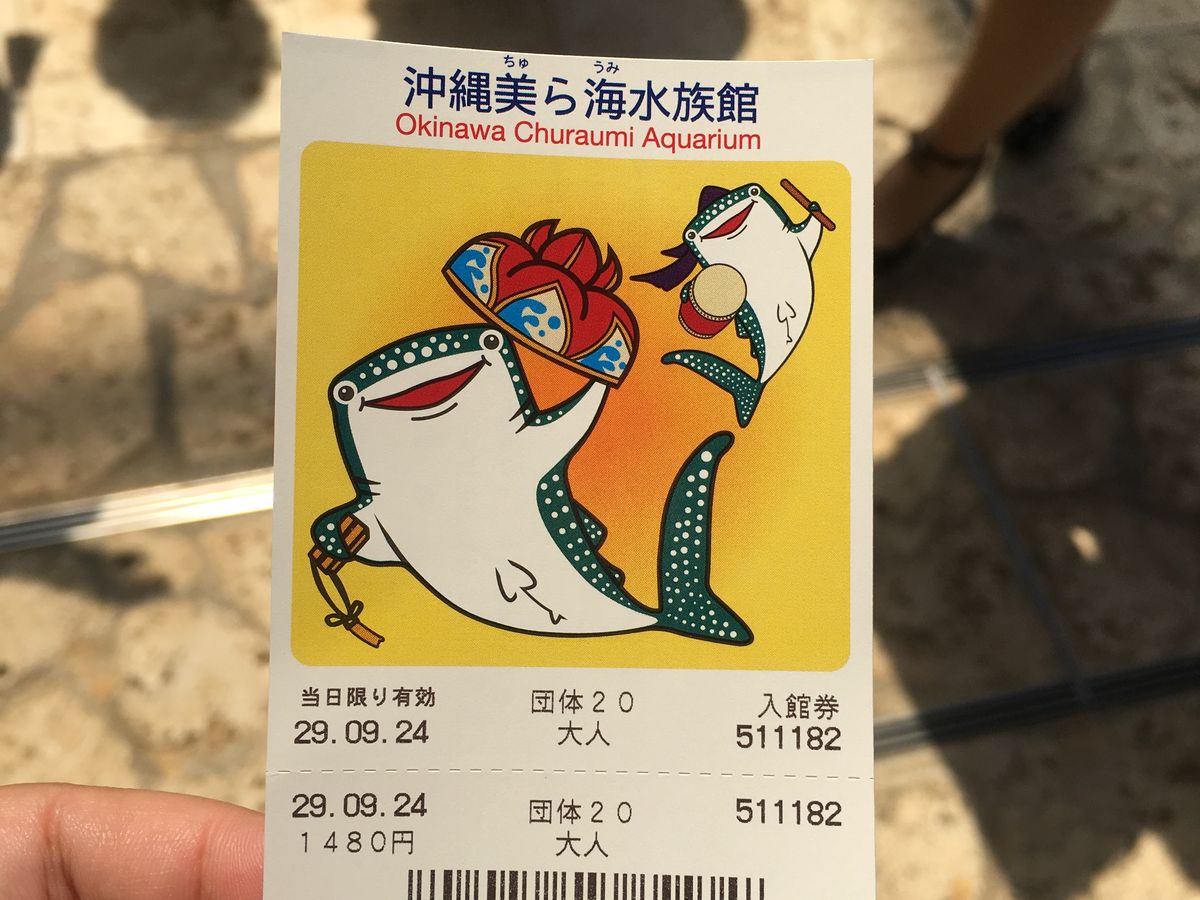 ちゅ うみ
沖縄美ら海水族館
Okinawa Churaumi Aquarium
当日限り有効 団体20 入館券
29.09.24 大人 511182
29.09.24 団体20 511182
1480円 大人